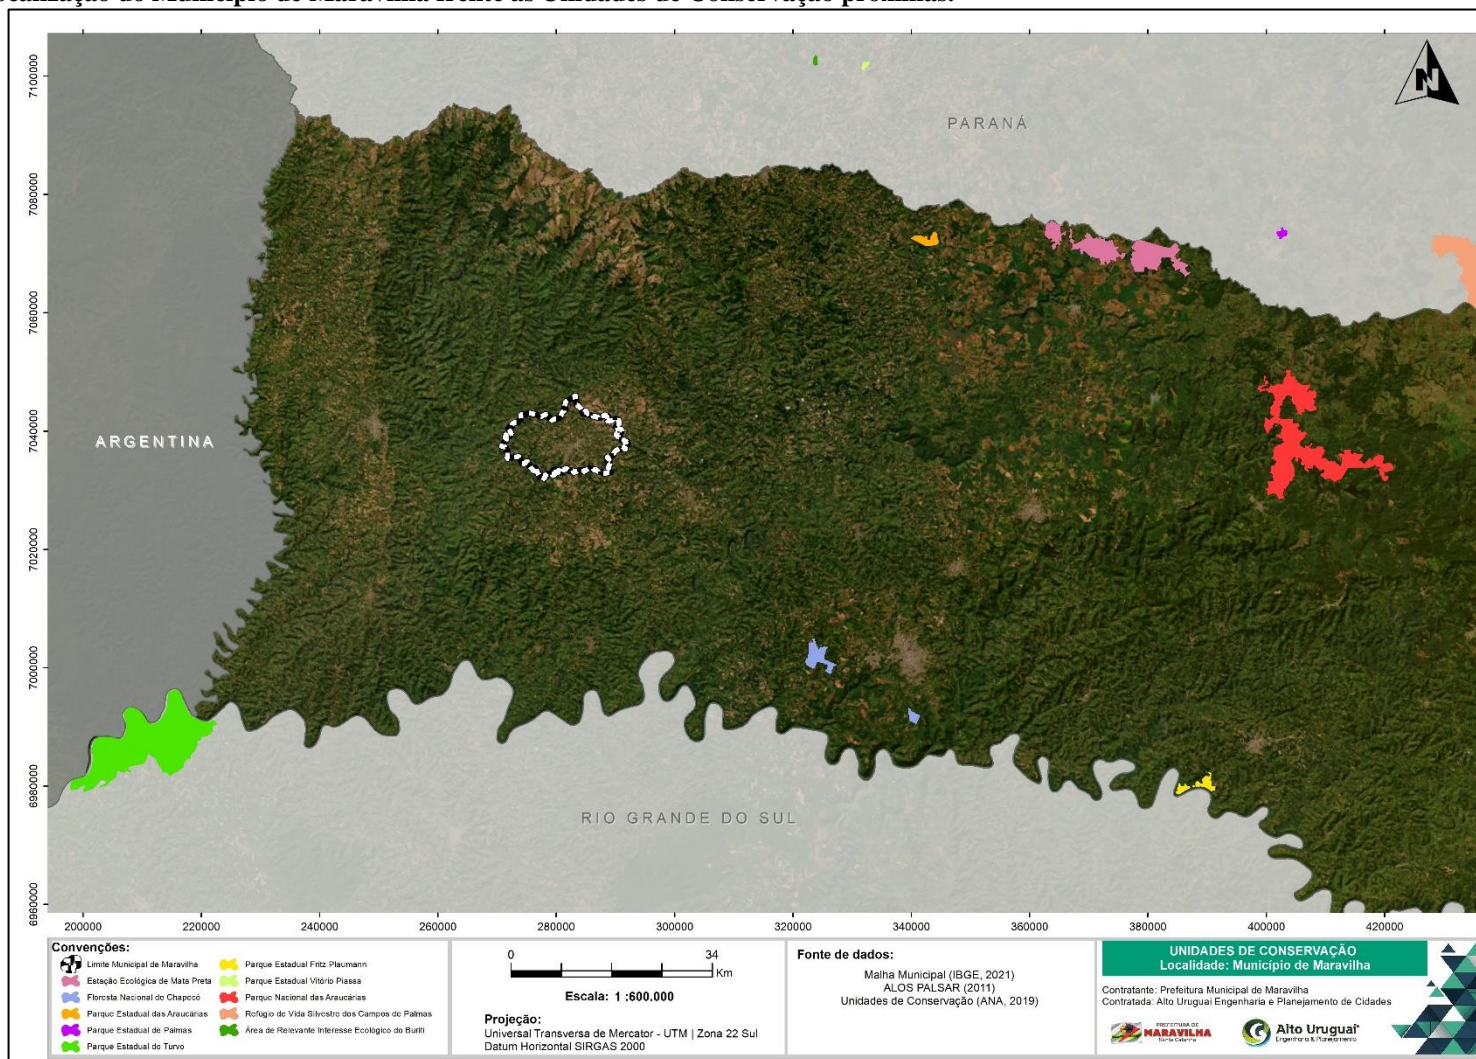 ocalização do Município de Maravilha frente às Unidades de Conservação próximas.
7100000
7080000
7060000
7040000
7020000
7000000
6980000
6960000
N
PARANÁ
ARGENTINA
RIO GRANDE DO SUL
200000 220000 240000 260000 280000 300000 320000 340000 360000 380000 400000 420000
Convenções:
Limite Municipal de Maravilha
Estação Ecológica de Mata Preta
Floresta Nacional de Chapecó
Parque Estadual das Araucárias
Parque Estadual de Palmas
Parque Estadual do Turvo
Parque Estadual Fritz Plaumann
Parque Estadual Vitório Piassa
Parque Nacional das Araucárias
Refúgio de Vida Silvestre dos Campos de Palmas
Área de Relevante Interesse Ecológico do Buriti
0 34
Km
Escala: 1 :600.000
Projeção:
Universal Transversa de Mercator - UTM | Zona 22 Sul
Datum Horizontal SIRGAS 2000
Fonte de dados:
Malha Municipal (IBGE, 2021)
ALOS PALSAR (2011)
Unidades de Conservação (ANA, 2019)
UNIDADES DE CONSERVAÇÃO
Localidade: Município de Maravilha
Contratante: Prefeitura Municipal de Maravilha
Contratada: Alto Uruguai Engenharia e Planejamento de Cidades
PREFEITURA DE
MARAVILHA
Santa Catarina
Alto Uruguai
Engenharia & Planejamento